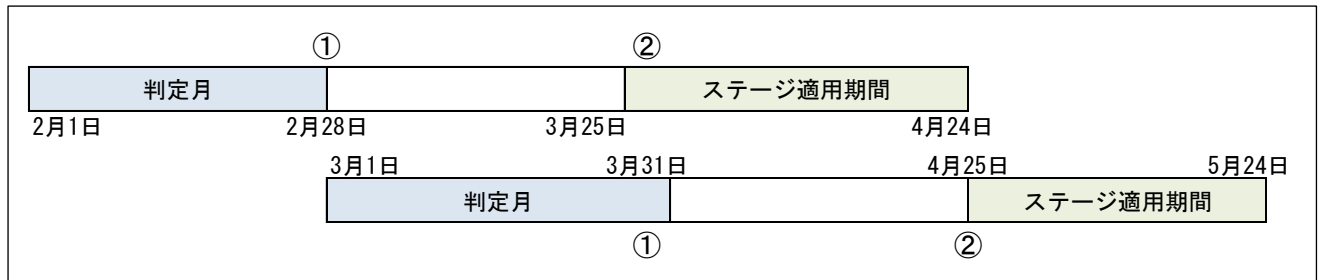 ① ②
判定月 ステージ適用期間
2月1日 2月28日 3月25日 4月24日
3月1日 3月31日 4月25日 5月24日
判定月 ステージ適用期間
① ②